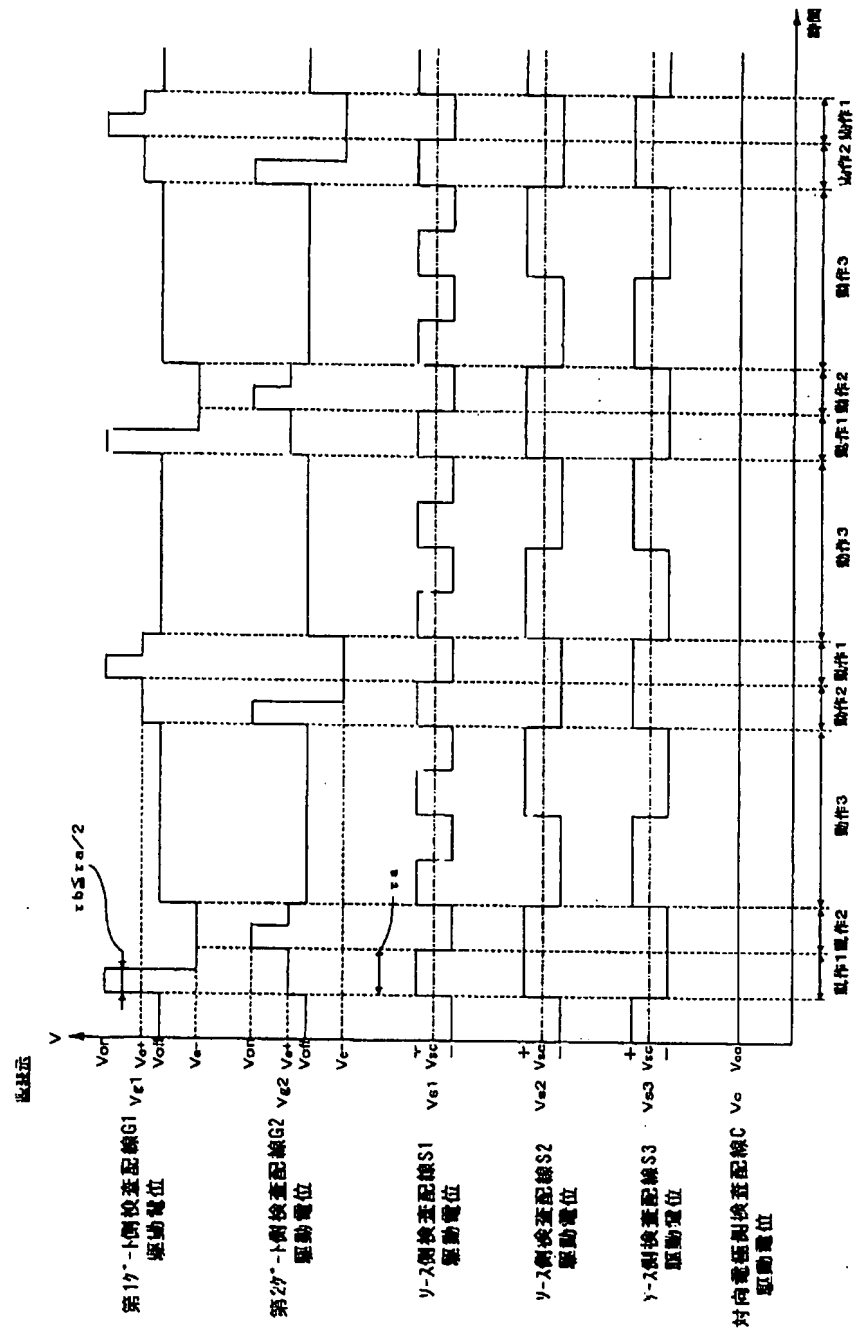 V
τb≦τa/2
τa
Von
Ve+
Voff
Ve-
Vg1
第1ゲート側検査配線G1
駆動電位
Von
Ve+
Voff
Vc-
Vg2
第2ゲート側検査配線G2
駆動電位
+
Vsc
-
Vs1
ソース側検査配線S1
駆動電位
+
Vsc
-
Vs2
ソース側検査配線S2
駆動電位
+
Vsc
-
Vs3
ソース側検査配線S3
駆動電位
Vc
対向電極側検査配線C
駆動電位
動作1 動作2 動作3 動作2 動作1 動作3 動作1 動作2 動作3 動作2 動作1
時間